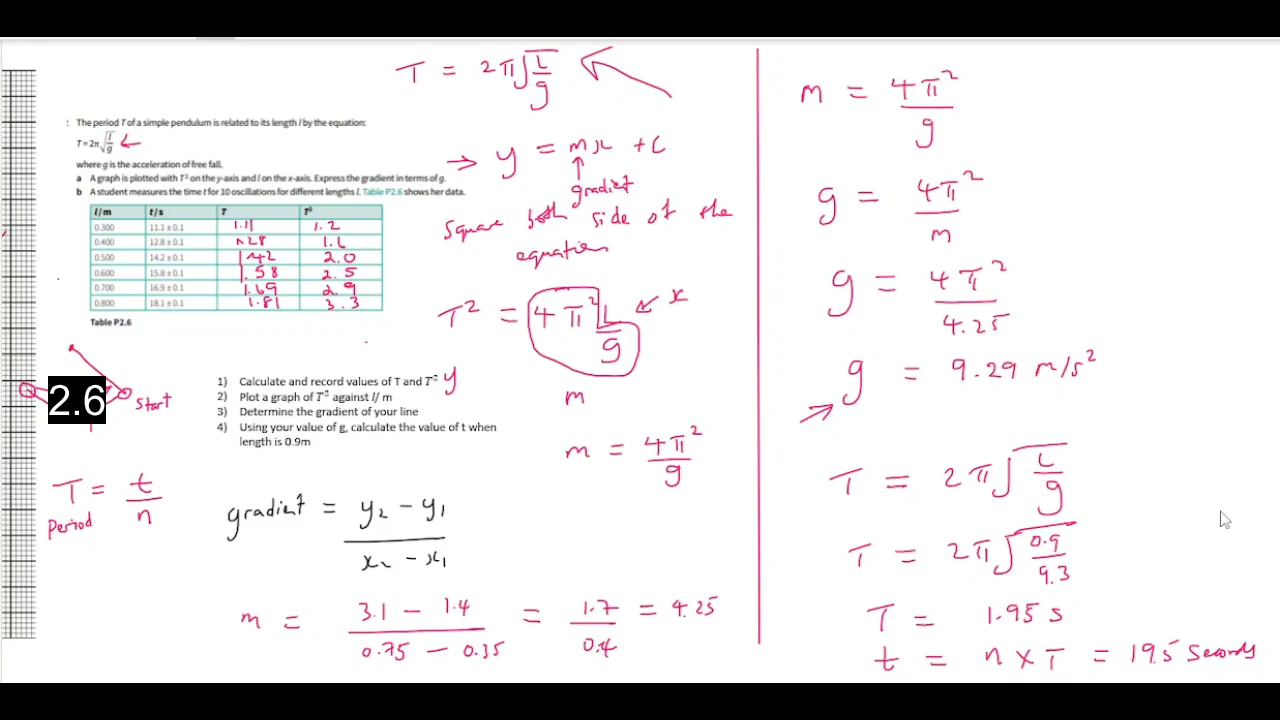 T = 2π√L/g
: The period T of a simple pendulum is related to its length l by the equation:
T = 2π√l/g
where g is the acceleration of free fall.
a A graph is plotted with T² on the y-axis and l on the x-axis. Express the gradient in terms of g.
b A student measures the time t for 10 oscillations for different lengths l. Table P2.6 shows her data.
l/m t/s T T²
0.300 11.1 ± 0.1 1.11 1.2
0.400 12.8 ± 0.1 1.28 1.6
0.500 14.2 ± 0.1 1.42 2.0
0.600 15.8 ± 0.1 1.58 2.5
0.700 16.9 ± 0.1 1.69 2.9
0.800 18.1 ± 0.1 1.81 3.3
Table P2.6
y = mx + c
gradient
Square both side of the
equation
T² = 4π² L/g
x
m
m = 4π²/g
1) Calculate and record values of T and T² y
2) Plot a graph of T² against l/ m
3) Determine the gradient of your line
4) Using your value of g, calculate the value of t when
length is 0.9m
2.6
Start
T = t/n
Period
gradient = y₂ - y₁
x₂ - x₁
m = 3.1 - 1.4 = 1.7 = 4.25
0.75 - 0.35 0.4
m = 4π²
g
g = 4π²
m
g = 4π²
4.25
g = 9.29 m/s²
T = 2π√L/g
T = 2π√0.9/9.3
T = 1.95 s
t = n × T = 19.5 seconds